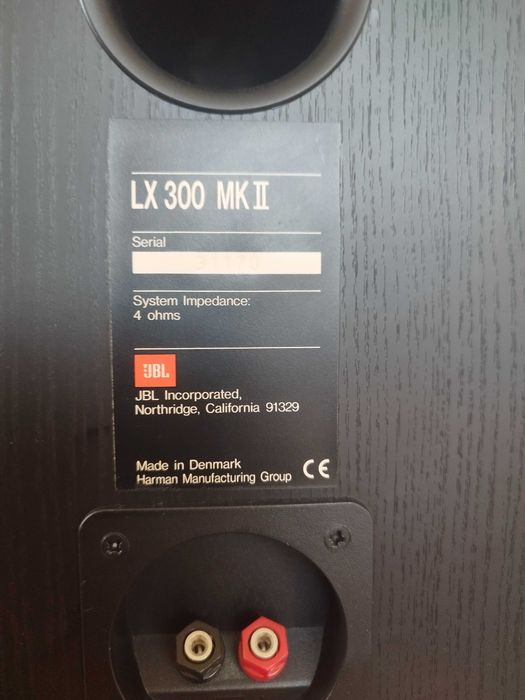 LX 300 MK II
Serial
System Impedance:
4 ohms
JBL
JBL Incorporated,
Northridge, California 91329
Made in Denmark
Harman Manufacturing Group CE